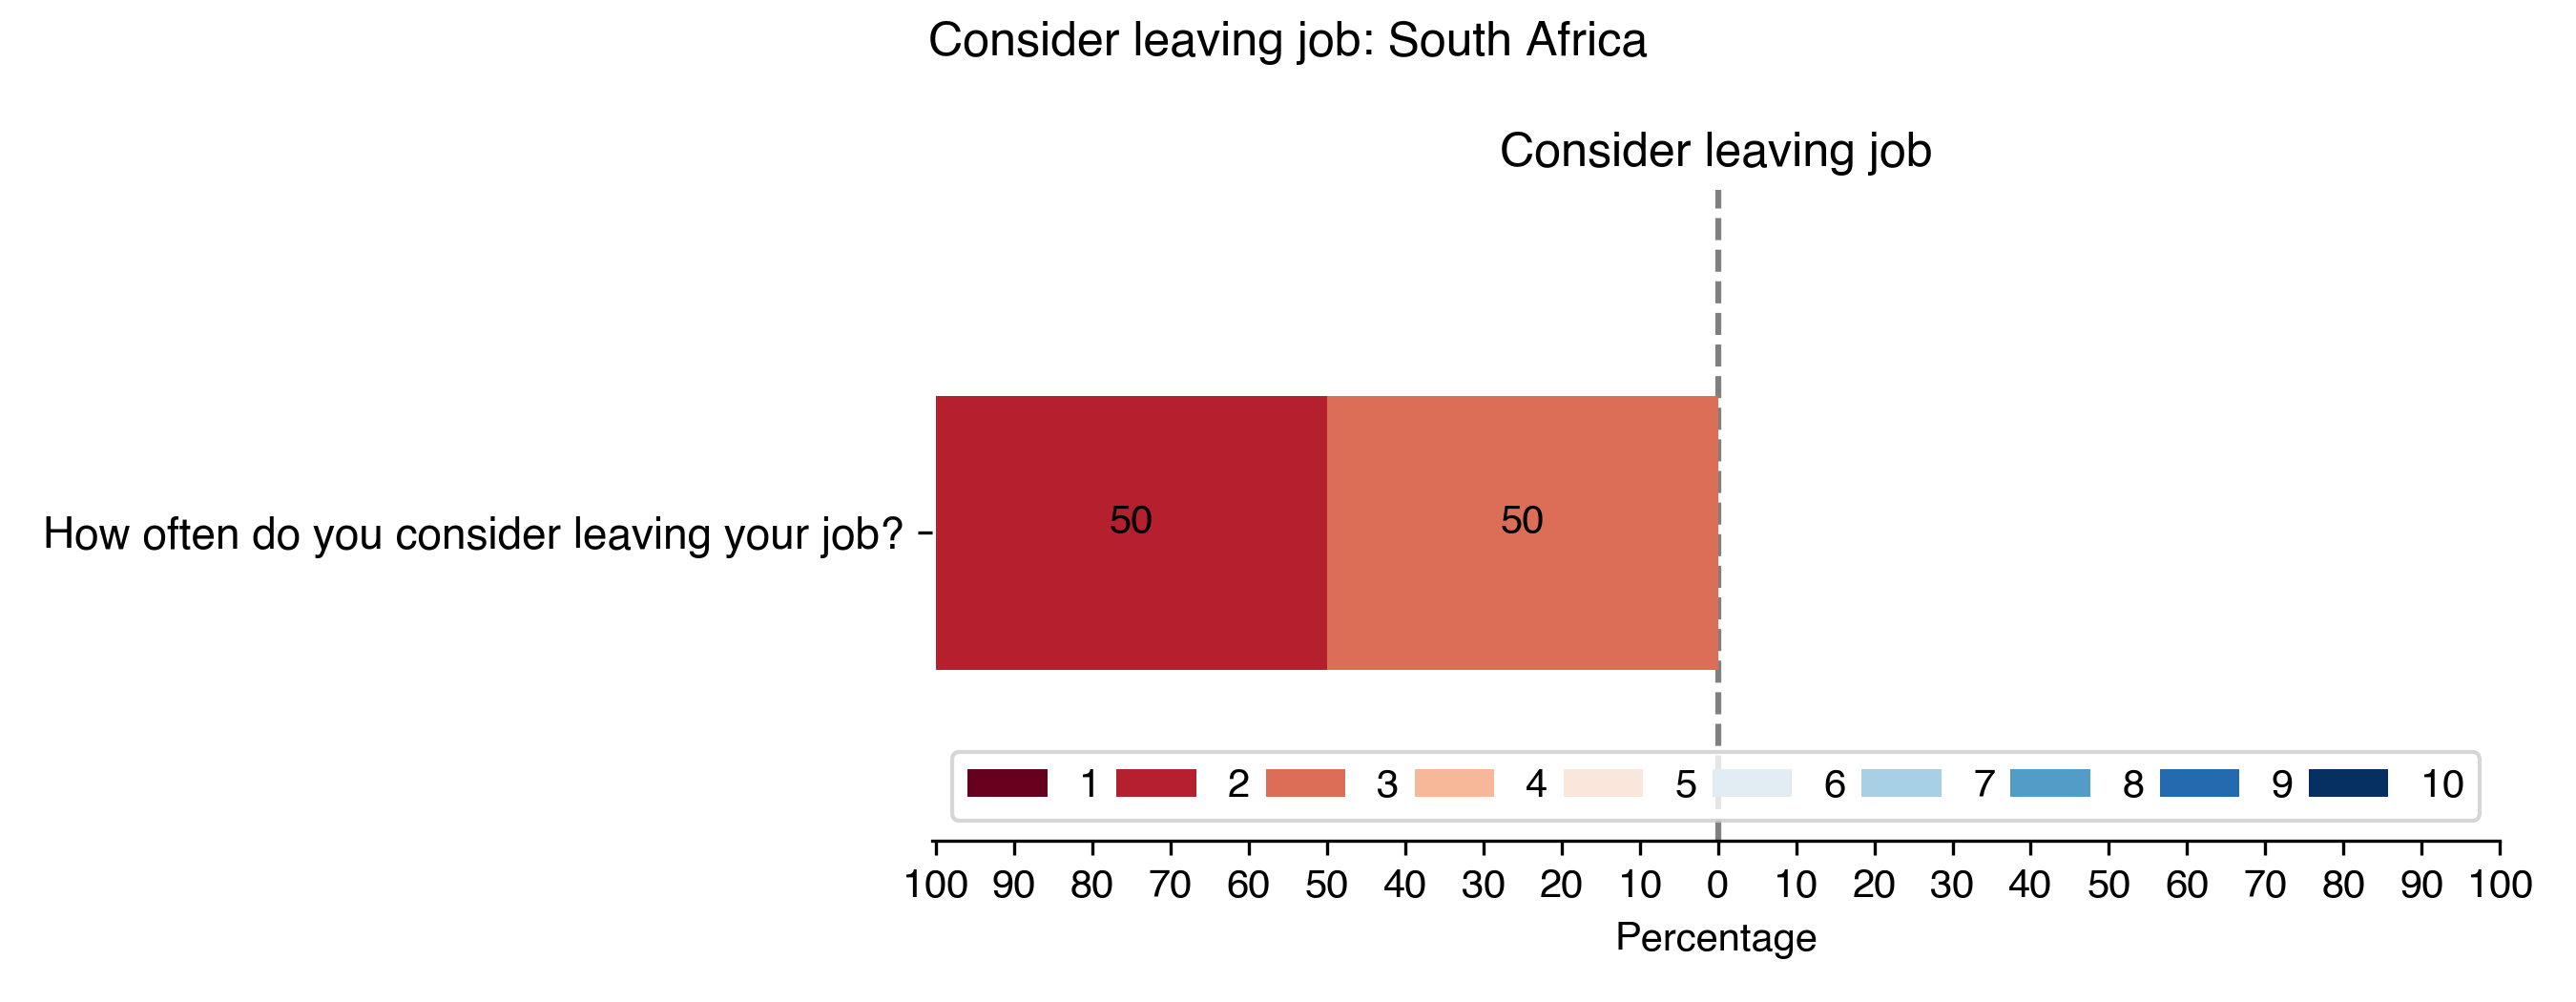 Consider leaving job: South Africa
Consider leaving job
50 50
How often do you consider leaving your job?
1 2 3 4 5 6 7 8 9 10
100 90 80 70 60 50 40 30 20 10 0 10 20 30 40 50 60 70 80 90 100
Percentage